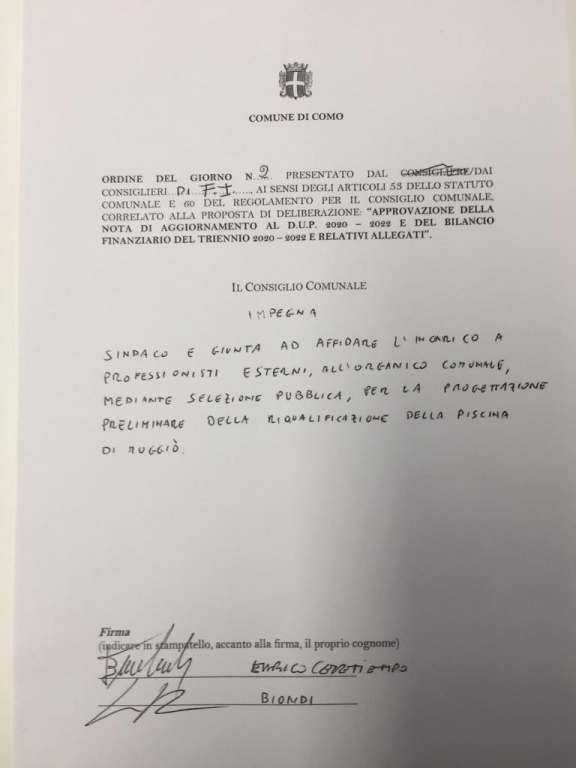 COMUNE DI COMO
ORDINE DEL GIORNO N. 2 PRESENTATO DAL CONSIGLIERE/DAI
CONSIGLIERI...DI F.I......, AI SENSI DEGLI ARTICOLI 53 DELLO STATUTO
COMUNALE E 60 DEL REGOLAMENTO PER IL CONSIGLIO COMUNALE,
CORRELATO ALLA PROPOSTA DI DELIBERAZIONE: "APPROVAZIONE DELLA
NOTA DI AGGIORNAMENTO AL D.U.P. 2020 – 2022 E DEL BILANCIO
FINANZIARIO DEL TRIENNIO 2020 – 2022 E RELATIVI ALLEGATI".
IL CONSIGLIO COMUNALE
IMPEGNA
SINDACO E GIUNTA AD AFFIDARE L'INCARICO A
PROFESSIONISTI ESTERNI, ALL'ORGANICO COMUNALE,
MEDIANTE SELEZIONE PUBBLICA, PER LA PROGETTAZIONE
PRELIMINARE DELLA RIQUALIFICAZIONE DELLA PISCINA
DI MUGGIÒ.
Firma
(indicare in stampatello, accanto alla firma, il proprio cognome)
ENRICO
BIONDI